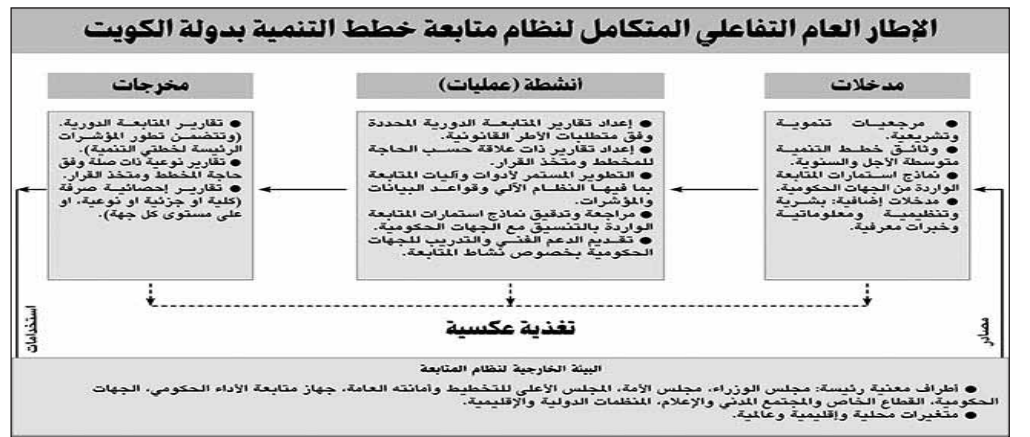 الإطار العام التفاعلي المتكامل لنظام متابعة خطط التنمية بدولة الكويت
مدخلات
● مرجعيات تنموية
وتشريعية.
● وثائق خطط التنمية
متوسطة الأجل والسنوية.
● نماذج استمارات المتابعة
الواردة من الجهات الحكومية.
● مدخلات إضافية: بشرية
وتنظيمية ومعلوماتية
وخبرات معرفية.
أنشطة (عمليات)
● إعداد تقارير المتابعة الدورية المحددة
وفق متطلبات الأطر القانونية.
● إعداد تقارير ذات علاقة حسب الحاجة
للمخطط ومتخذ القرار.
● التطوير المستمر لأدوات وآليات المتابعة
بما فيها النظام الآلي وقواعد البيانات
والمؤشرات.
● مراجعة وتدقيق نماذج استمارات المتابعة
الواردة بالتنسيق مع الجهات الحكومية.
● تقديم الدعم الفني والتدريب للجهات
الحكومية بخصوص نشاط المتابعة.
مخرجات
● تقارير المتابعة الدورية.
(وتتضمن تطور المؤشرات
الرئيسة لخطتي التنمية).
● تقارير نوعية ذات صلة وفق
حاجة المخطط ومتخذ القرار.
● تقارير إحصائية صرفة
(كلية او جزئية او نوعية، او
على مستوى كل جهة).
تغذية عكسية
مصادر
استخدامات
البيئة الخارجية لنظام المتابعة
● أطراف معنية رئيسة: مجلس الوزراء، مجلس الأمة، المجلس الأعلى للتخطيط وأمانته العامة، جهاز متابعة الأداء الحكومي، الجهات
الحكومية، القطاع الخاص والمجتمع المدني والإعلام، المنظمات الدولية والإقليمية.
● متغيرات محلية وإقليمية وعالمية.